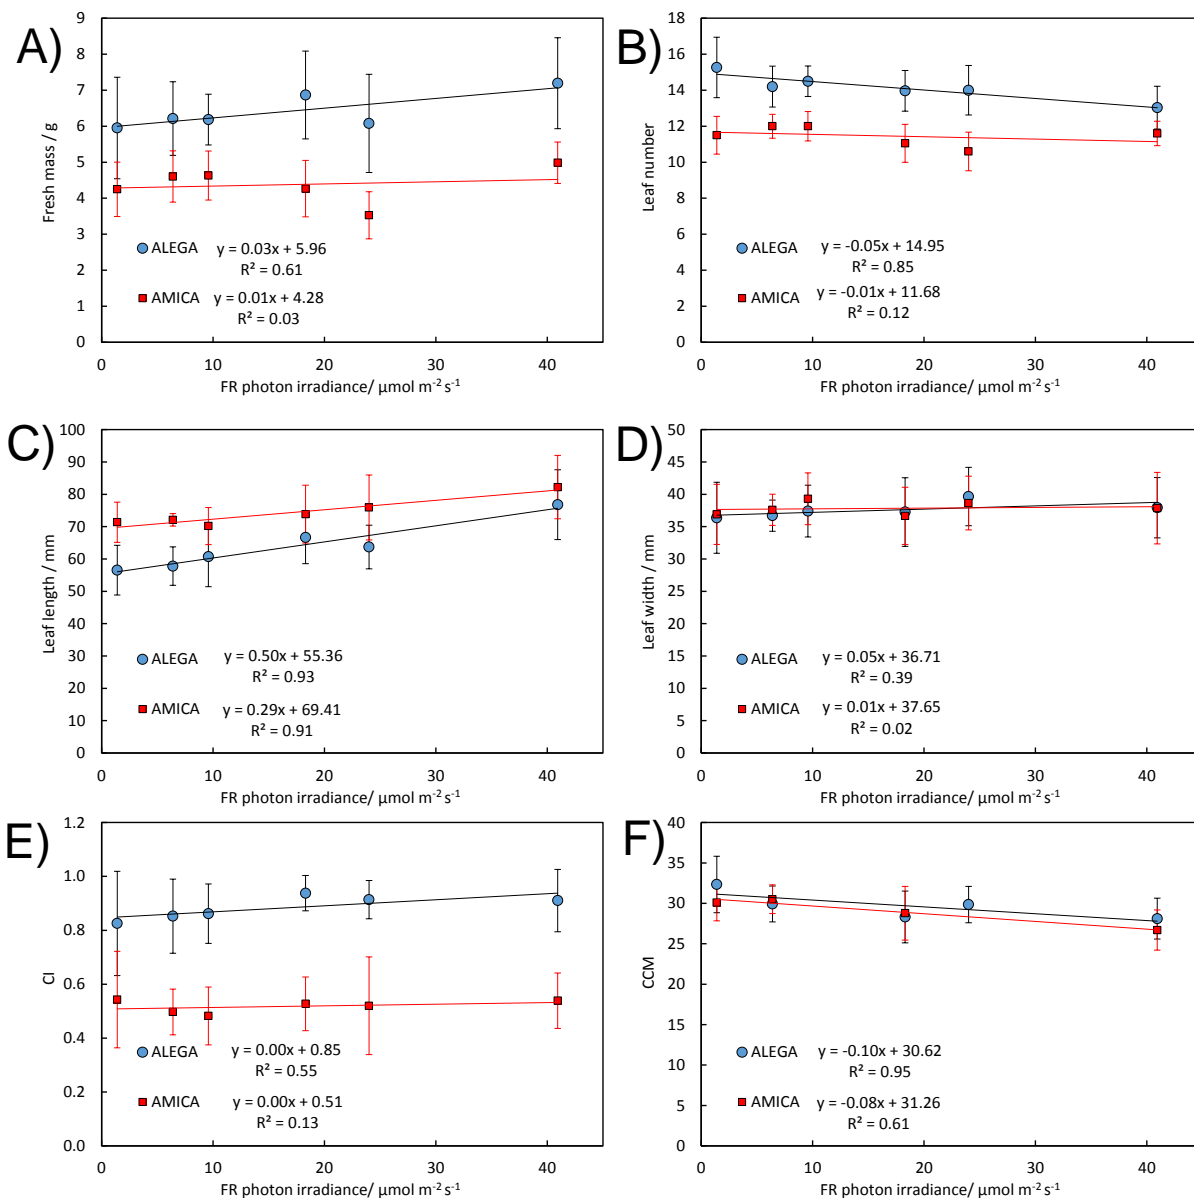 A)
9
8
7
6
5
4
3
2
1
0
Fresh mass / g
ALEGA y = 0.03x + 5.96
R² = 0.61
AMICA y = 0.01x + 4.28
R² = 0.03
0 10 20 30 40
FR photon irradiance/ µmol m⁻² s⁻¹
B)
18
16
14
12
10
8
6
4
2
0
Leaf number
ALEGA y = -0.05x + 14.95
R² = 0.85
AMICA y = -0.01x + 11.68
R² = 0.12
0 10 20 30 40
FR photon irradiance/ µmol m⁻² s⁻¹
C)
100
90
80
70
60
50
40
30
20
10
0
Leaf length / mm
ALEGA y = 0.50x + 55.36
R² = 0.93
AMICA y = 0.29x + 69.41
R² = 0.91
0 10 20 30 40
FR photon irradiance/ µmol m⁻² s⁻¹
D)
50
45
40
35
30
25
20
15
10
5
0
Leaf width / mm
ALEGA y = 0.05x + 36.71
R² = 0.39
AMICA y = 0.01x + 37.65
R² = 0.02
0 10 20 30 40
FR photon irradiance/ µmol m⁻² s⁻¹
E)
1.2
1.0
0.8
0.6
0.4
0.2
0.0
CI
ALEGA y = 0.00x + 0.85
R² = 0.55
AMICA y = 0.00x + 0.51
R² = 0.13
0 10 20 30 40
FR photon irradiance/ µmol m⁻² s⁻¹
F)
40
35
30
25
20
15
10
5
0
CCM
ALEGA y = -0.10x + 30.62
R² = 0.95
AMICA y = -0.08x + 31.26
R² = 0.61
0 10 20 30 40
FR photon irradiance/ µmol m⁻² s⁻¹